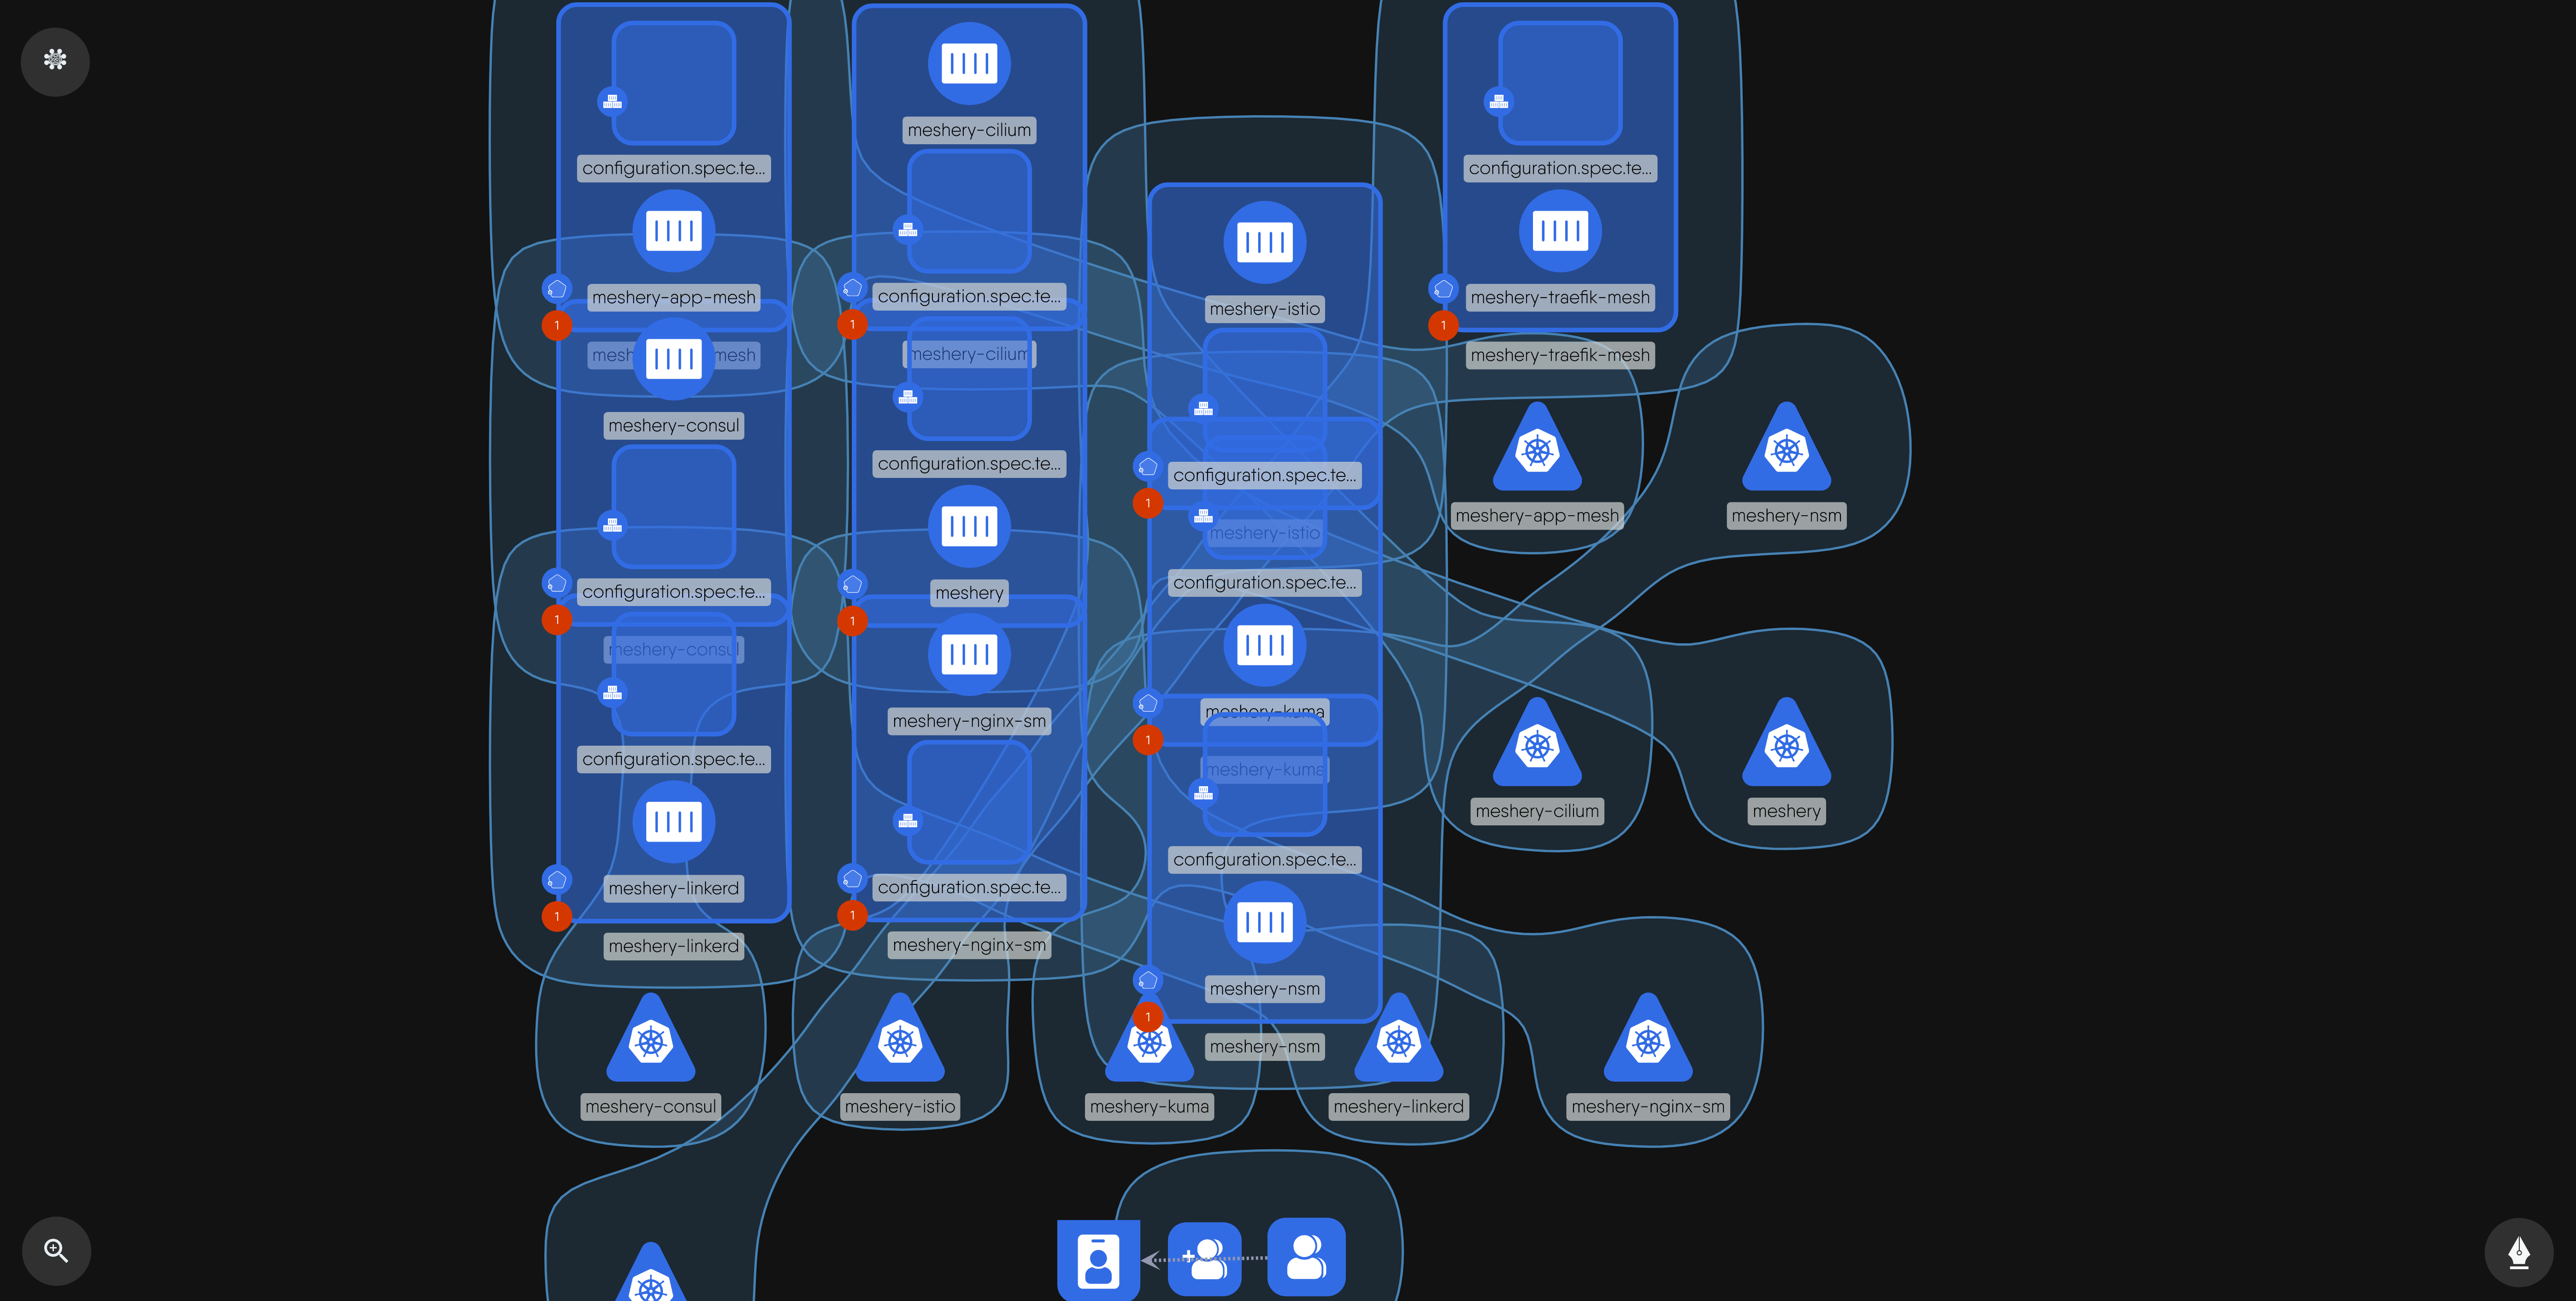 meshery-cilium
configuration.spec.te...
configuration.spec.te...
meshery-app-mesh
configuration.spec.te...
meshery-istio
meshery-traefik-mesh
1
1
1
mesh mesh
meshery-cilium
meshery-traefik-mesh
meshery-consul
configuration.spec.te...
configuration.spec.te...
1
meshery-istio
meshery-app-mesh
meshery-nsm
configuration.spec.te...
meshery
configuration.spec.te...
1
1
meshery-consul
meshery-nginx-sm
meshery-kuma
1
configuration.spec.te...
meshery-kuma
meshery-cilium
meshery
meshery-linkerd
configuration.spec.te...
configuration.spec.te...
1
1
meshery-linkerd
meshery-nginx-sm
meshery-nsm
1
meshery-nsm
meshery-consul
meshery-istio
meshery-kuma
meshery-linkerd
meshery-nginx-sm